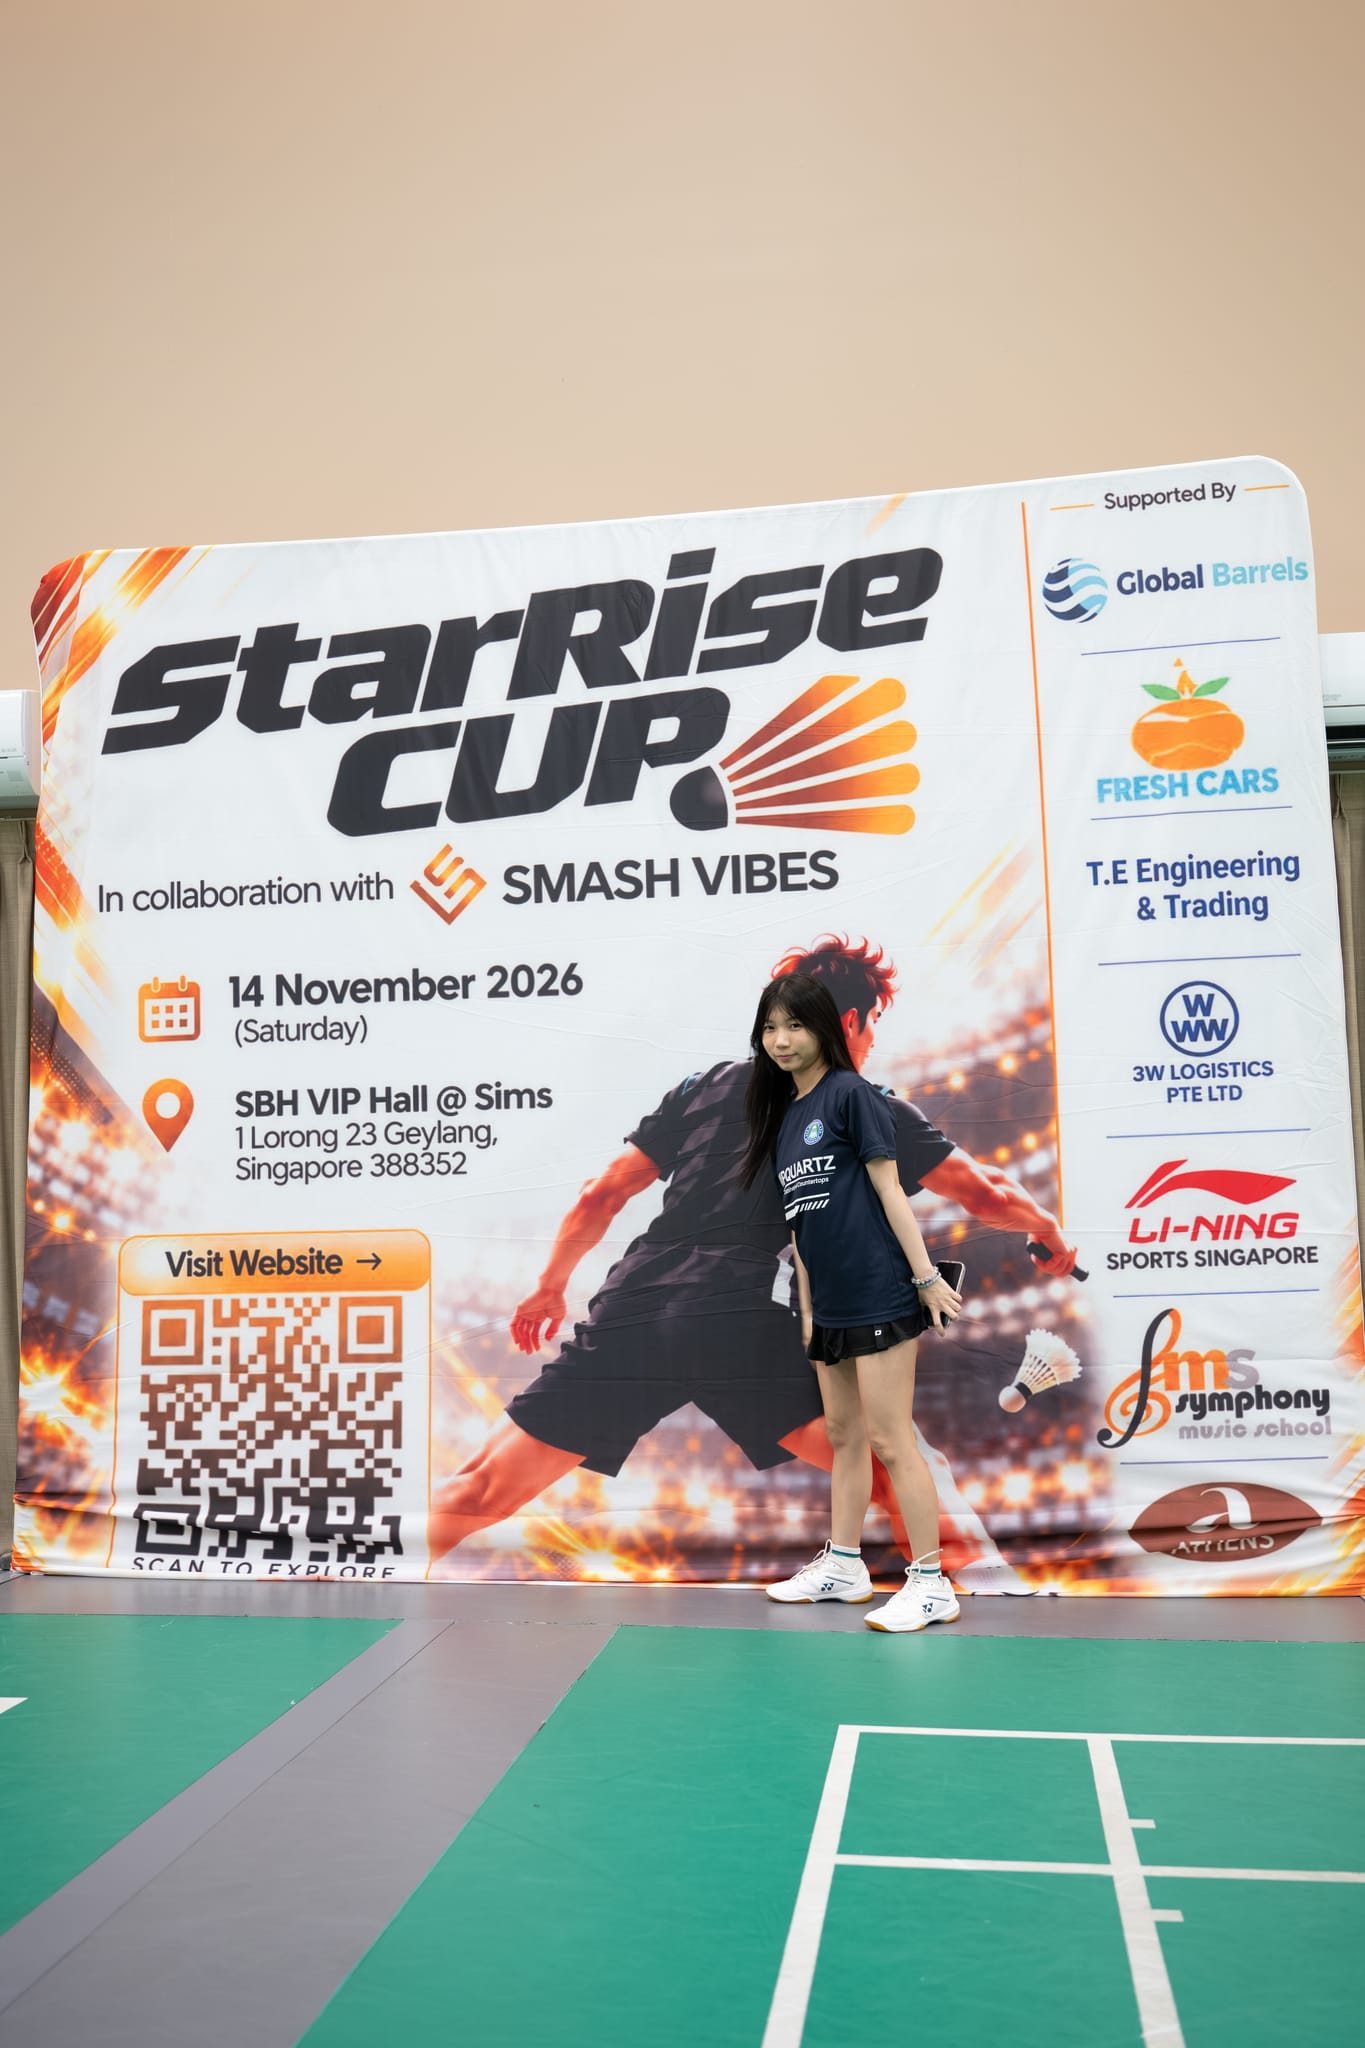 StarRise
CUP
In collaboration with SMASH VIBES
14 November 2026
(Saturday)
SBH VIP Hall @ Sims
1 Lorong 23 Geylang,
Singapore 388352
Visit Website →
SCAN TO EXPLORE
Supported By
Global Barrels
FRESH CARS
T.E Engineering
& Trading
W
WW
3W LOGISTICS
PTE LTD
LI-NING
SPORTS SINGAPORE
sms
symphony
music school
a
ATHENS
QUARTZ
Countertops